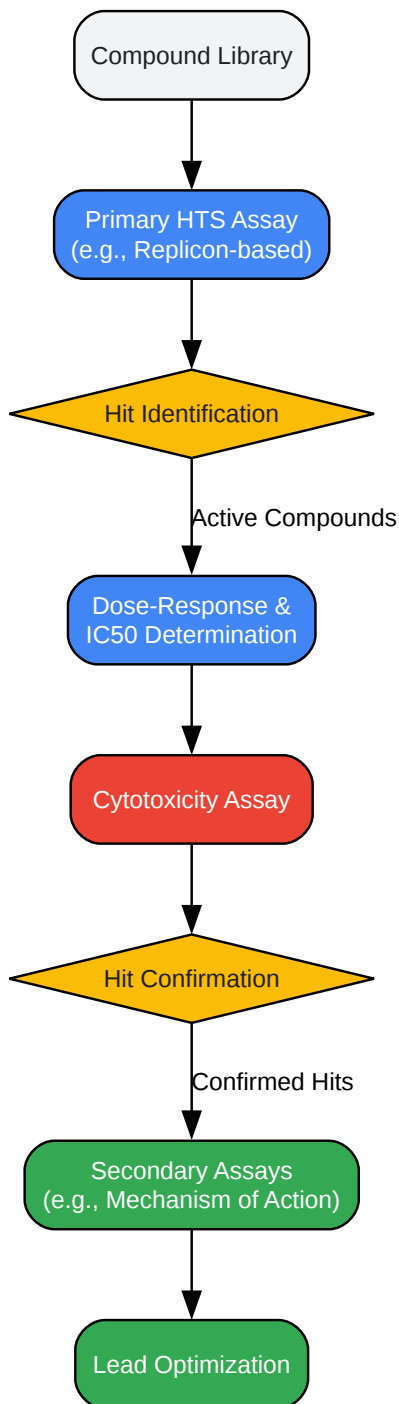 Compound Library
Primary HTS Assay
(e.g., Replicon-based)
Hit Identification
Active Compounds
Dose-Response &
IC50 Determination
Cytotoxicity Assay
Hit Confirmation
Confirmed Hits
Secondary Assays
(e.g., Mechanism of Action)
Lead Optimization